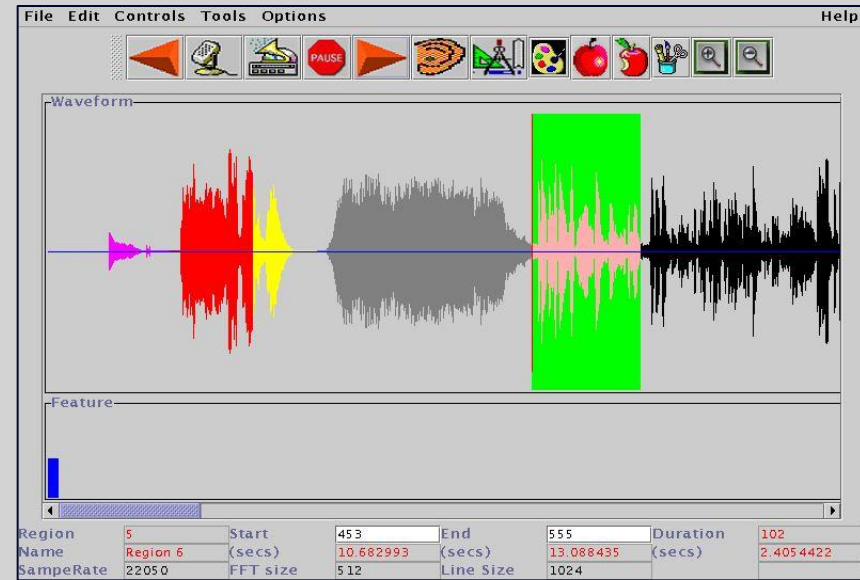 File Edit Controls Tools Options Help
PAUSE
Waveform
Feature
Region 5 Start 453 End 555 Duration 102
Name Region 6 (secs) 10.682993 (secs) 13.088435 (secs) 2.4054422
SampeRate 22050 FFT size 512 Line Size 1024